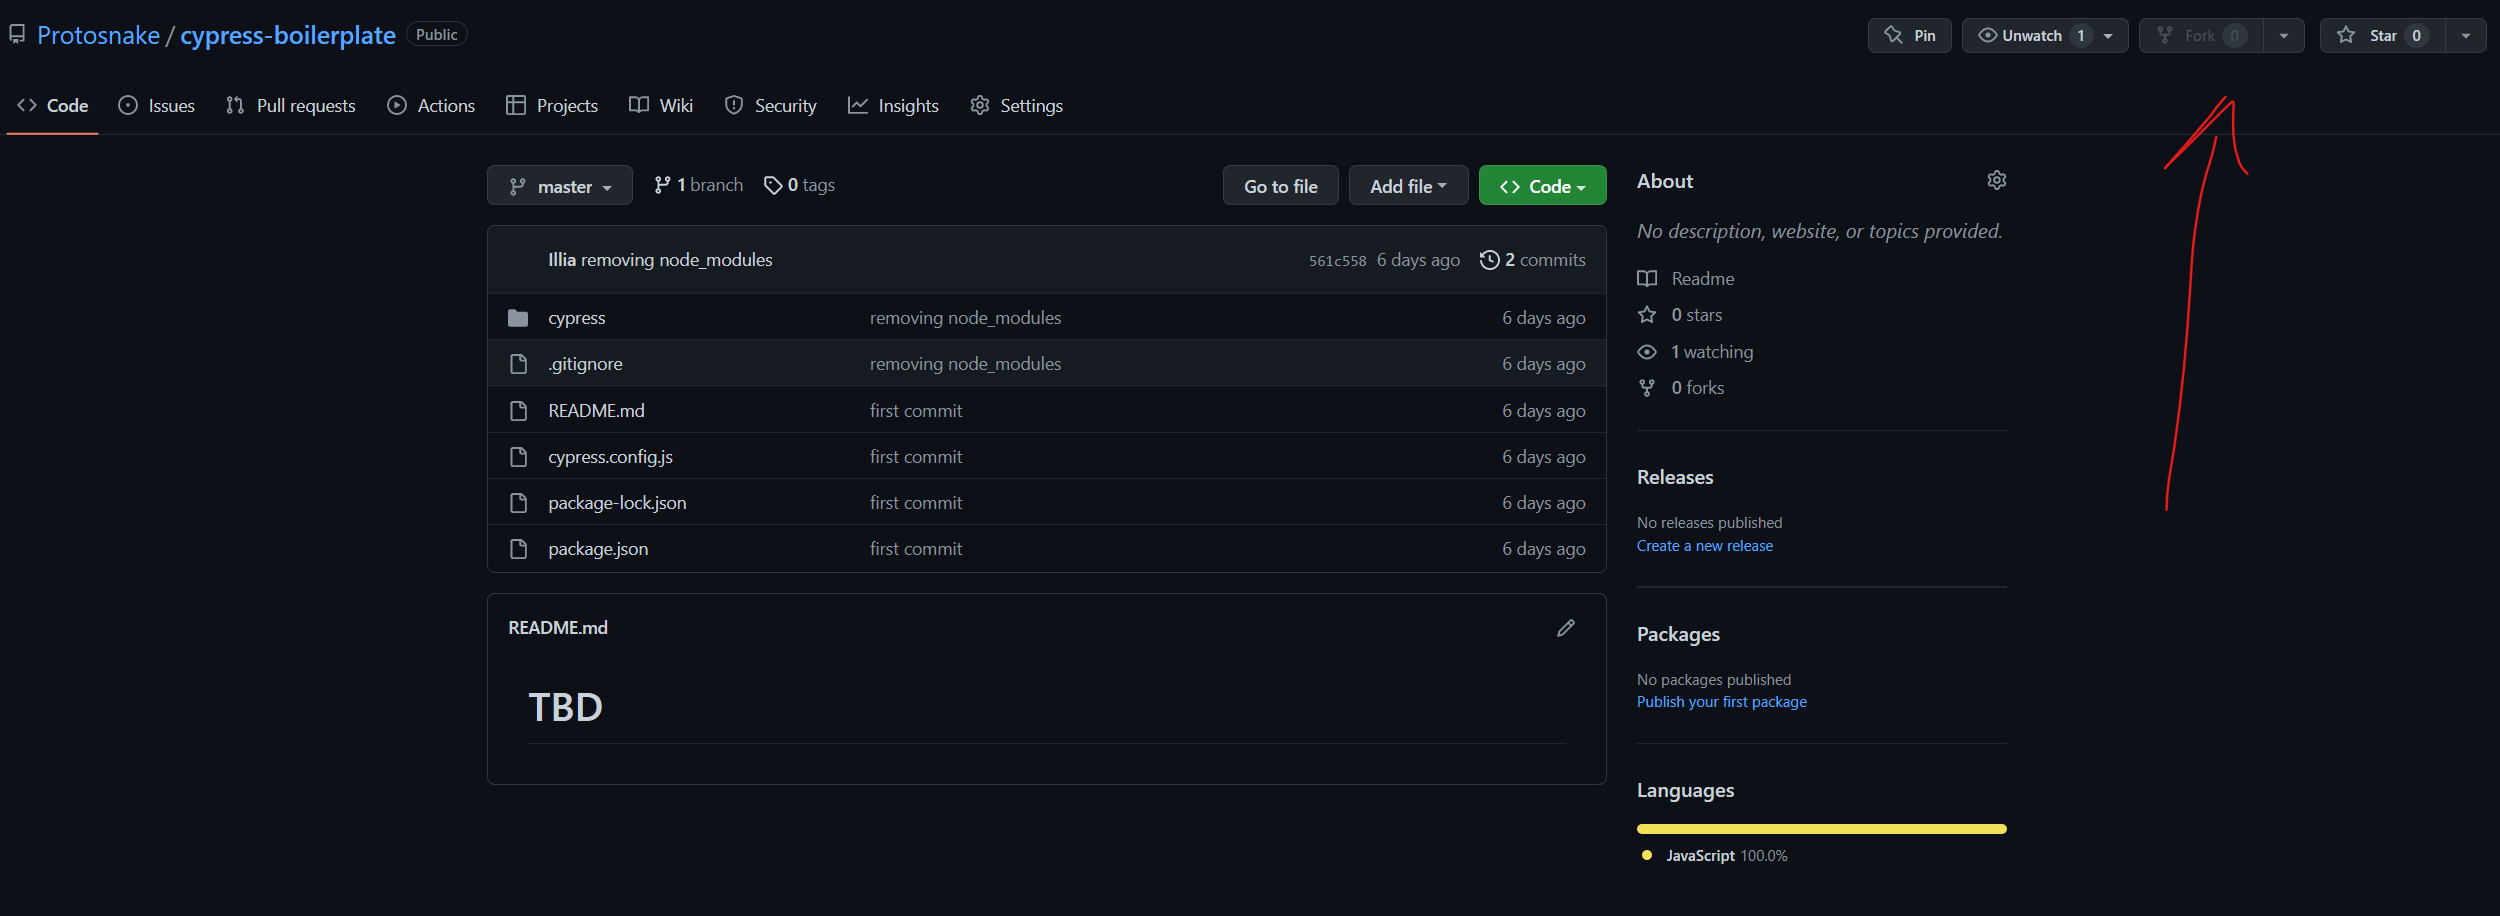 Protosnake / cypress-boilerplate Public
Pin Unwatch 1 Fork 0 Star 0
Code Issues Pull requests Actions Projects Wiki Security Insights Settings
master 1 branch 0 tags Go to file Add file Code
Illia removing node_modules 561c558 6 days ago 2 commits
cypress removing node_modules 6 days ago
.gitignore removing node_modules 6 days ago
README.md first commit 6 days ago
cypress.config.js first commit 6 days ago
package-lock.json first commit 6 days ago
package.json first commit 6 days ago
README.md
TBD
About
No description, website, or topics provided.
Readme
0 stars
1 watching
0 forks
Releases
No releases published
Create a new release
Packages
No packages published
Publish your first package
Languages
JavaScript 100.0%